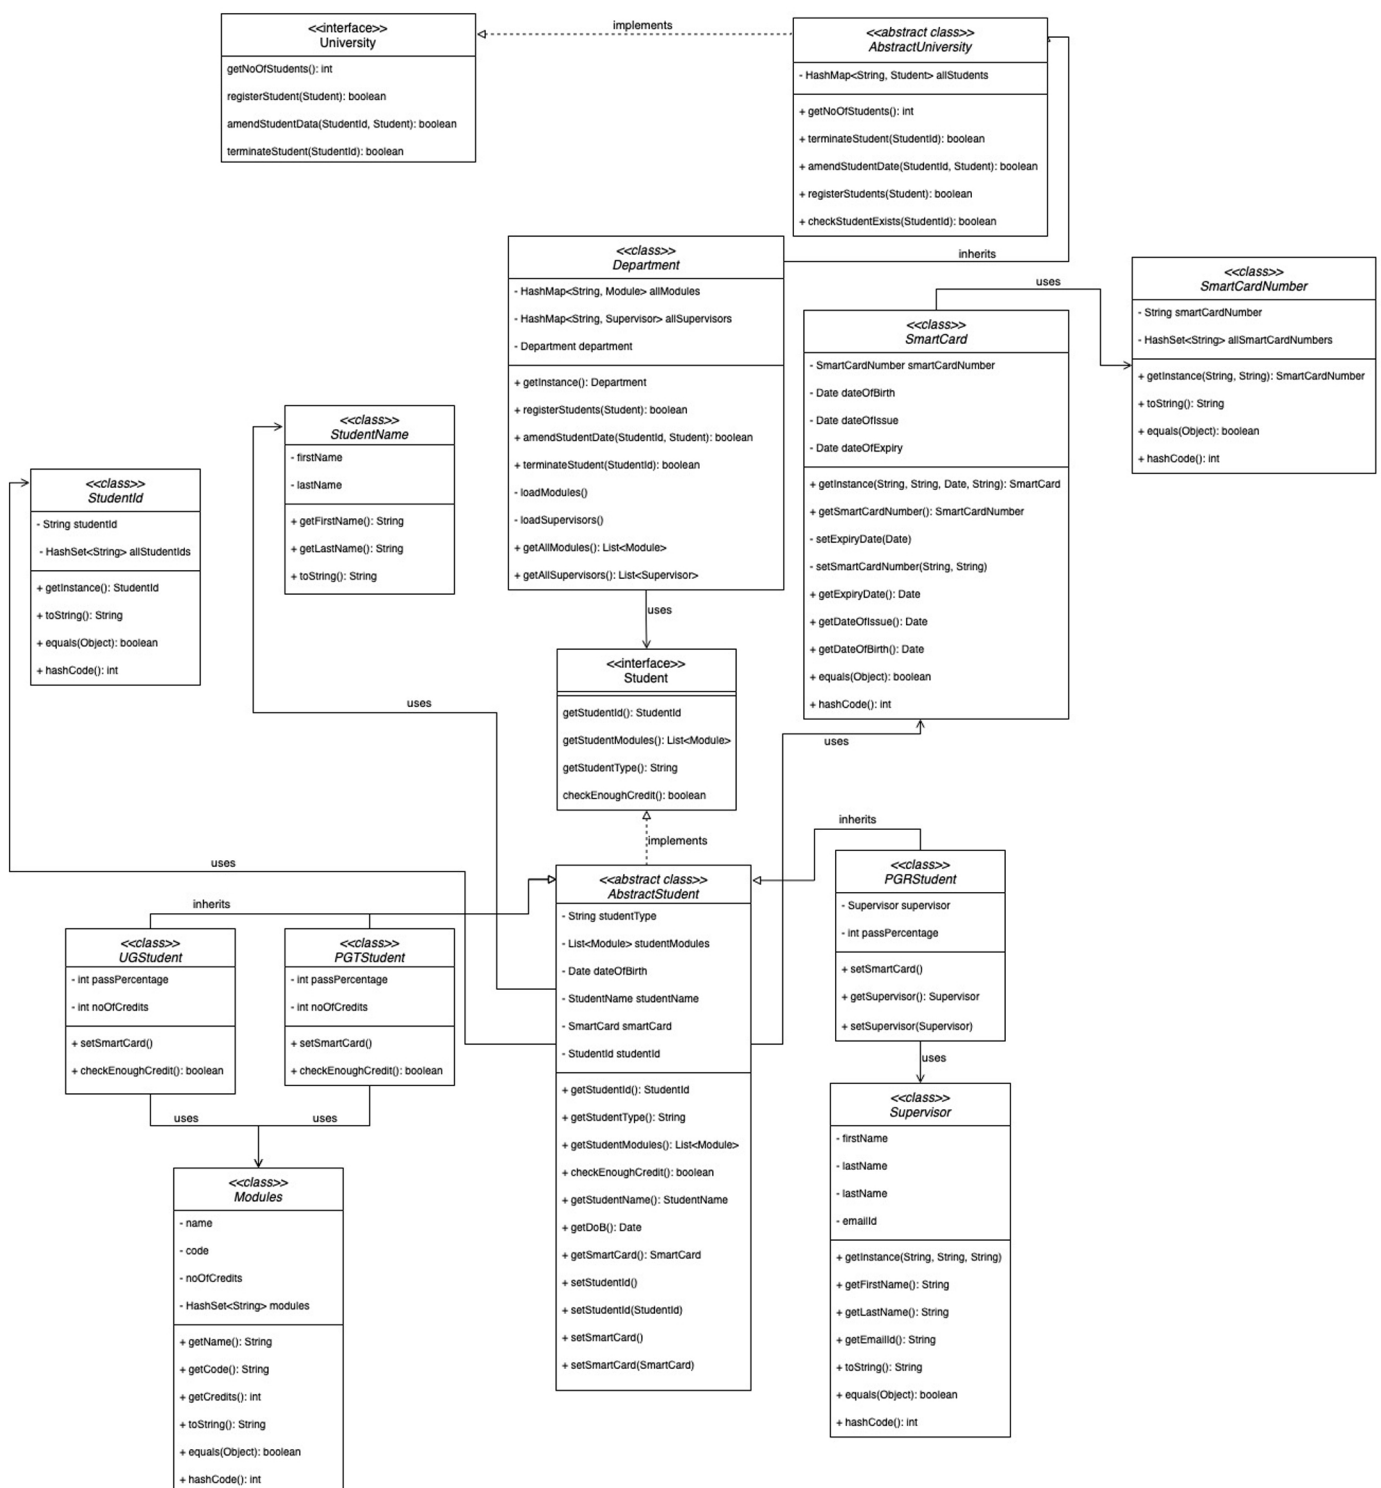 <<interface>>
University
getNoOfStudents(): int
registerStudent(Student): boolean
amendStudentData(StudentId, Student): boolean
terminateStudent(StudentId): boolean
implements
<<abstract class>>
AbstractUniversity
- HashMap<String, Student> allStudents
+ getNoOfStudents(): int
+ terminateStudent(StudentId): boolean
+ amendStudentDate(StudentId, Student): boolean
+ registerStudents(Student): boolean
+ checkStudentExists(StudentId): boolean
inherits
<<class>>
Department
- HashMap<String, Module> allModules
- HashMap<String, Supervisor> allSupervisors
- Department department
+ getInstance(): Department
+ registerStudents(Student): boolean
+ amendStudentDate(StudentId, Student): boolean
+ terminateStudent(StudentId): boolean
- loadModules()
- loadSupervisors()
+ getAllModules(): List<Module>
+ getAllSupervisors(): List<Supervisor>
uses
<<class>>
SmartCard
- SmartCardNumber smartCardNumber
- Date dateOfBirth
- Date dateOfIssue
- Date dateOfExpiry
+ getInstance(String, String, Date, String): SmartCard
+ getSmartCardNumber(): SmartCardNumber
- setExpiryDate(Date)
- setSmartCardNumber(String, String)
+ getExpiryDate(): Date
+ getDateOfIssue(): Date
+ getDateOfBirth(): Date
+ equals(Object): boolean
+ hashCode(): int
uses
<<class>>
SmartCardNumber
- String smartCardNumber
- HashSet<String> allSmartCardNumbers
+ getInstance(String, String): SmartCardNumber
+ toString(): String
+ equals(Object): boolean
+ hashCode(): int
<<class>>
StudentName
- firstName
- lastName
+ getFirstName(): String
+ getLastName(): String
+ toString(): String
<<class>>
StudentId
- String studentId
- HashSet<String> allStudentIds
+ getInstance(): StudentId
+ toString(): String
+ equals(Object): boolean
+ hashCode(): int
<<interface>>
Student
getStudentId(): StudentId
getStudentModules(): List<Module>
getStudentType(): String
checkEnoughCredit(): boolean
uses
uses
implements
inherits
uses
inherits
<<abstract class>>
AbstractStudent
- String studentType
- List<Module> studentModules
- Date dateOfBirth
- StudentName studentName
- SmartCard smartCard
- StudentId studentId
+ getStudentId(): StudentId
+ getStudentType(): String
+ getStudentModules(): List<Module>
+ checkEnoughCredit(): boolean
+ getStudentName(): StudentName
+ getDoB(): Date
+ getSmartCard(): SmartCard
+ setStudentId()
+ setStudentId(StudentId)
+ setSmartCard()
+ setSmartCard(SmartCard)
<<class>>
PGRStudent
- Supervisor supervisor
- int passPercentage
+ setSmartCard()
+ getSupervisor(): Supervisor
+ setSupervisor(Supervisor)
uses
<<class>>
UGStudent
- int passPercentage
- int noOfCredits
+ setSmartCard()
+ checkEnoughCredit(): boolean
<<class>>
PGTStudent
- int passPercentage
- int noOfCredits
+ setSmartCard()
+ checkEnoughCredit(): boolean
uses
uses
<<class>>
Modules
- name
- code
- noOfCredits
- HashSet<String> modules
+ getName(): String
+ getCode(): String
+ getCredits(): int
+ toString(): String
+ equals(Object): boolean
+ hashCode(): int
<<class>>
Supervisor
- firstName
- lastName
- lastName
- emailId
+ getInstance(String, String, String)
+ getFirstName(): String
+ getLastName(): String
+ getEmailId(): String
+ toString(): String
+ equals(Object): boolean
+ hashCode(): int